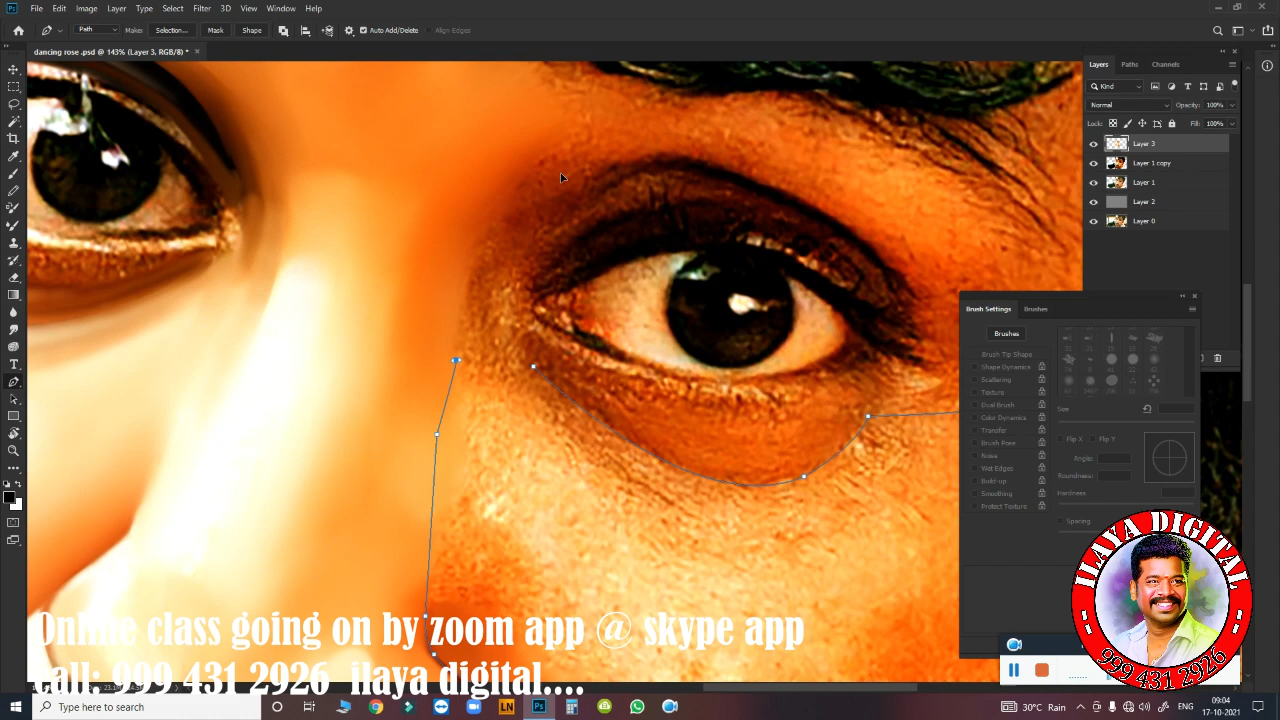 File Edit Image Layer Type Select Filter 3D View Window Help
Path Makes Selection... Mask Shape Auto Add/Delete Align Edges
dancing rose .psd @ 143% (Layer 3, RGB/8) *
Layers Paths Channels
Kind
Normal Opacity: 100%
Lock: Fill: 100%
Layer 3
Layer 1 copy
Layer 1
Layer 2
Layer 0
Brush Settings Brushes
Brushes
Brush Tip Shape
Shape Dynamics
Scattering
Texture
Dual Brush
Color Dynamics
Transfer
Brush Pose
Noise
Wet Edges
Build-up
Smoothing
Protect Texture
Size
Flip X Flip Y
Angle:
Roundness:
Hardness
Spacing
ILAYA DIGITAL
999 431 2926
Online class going on by zoom app @ skype app
Call: 999 431 2926 ilaya digital....
Type here to search
30°C Rain
09:04
17-10-2021